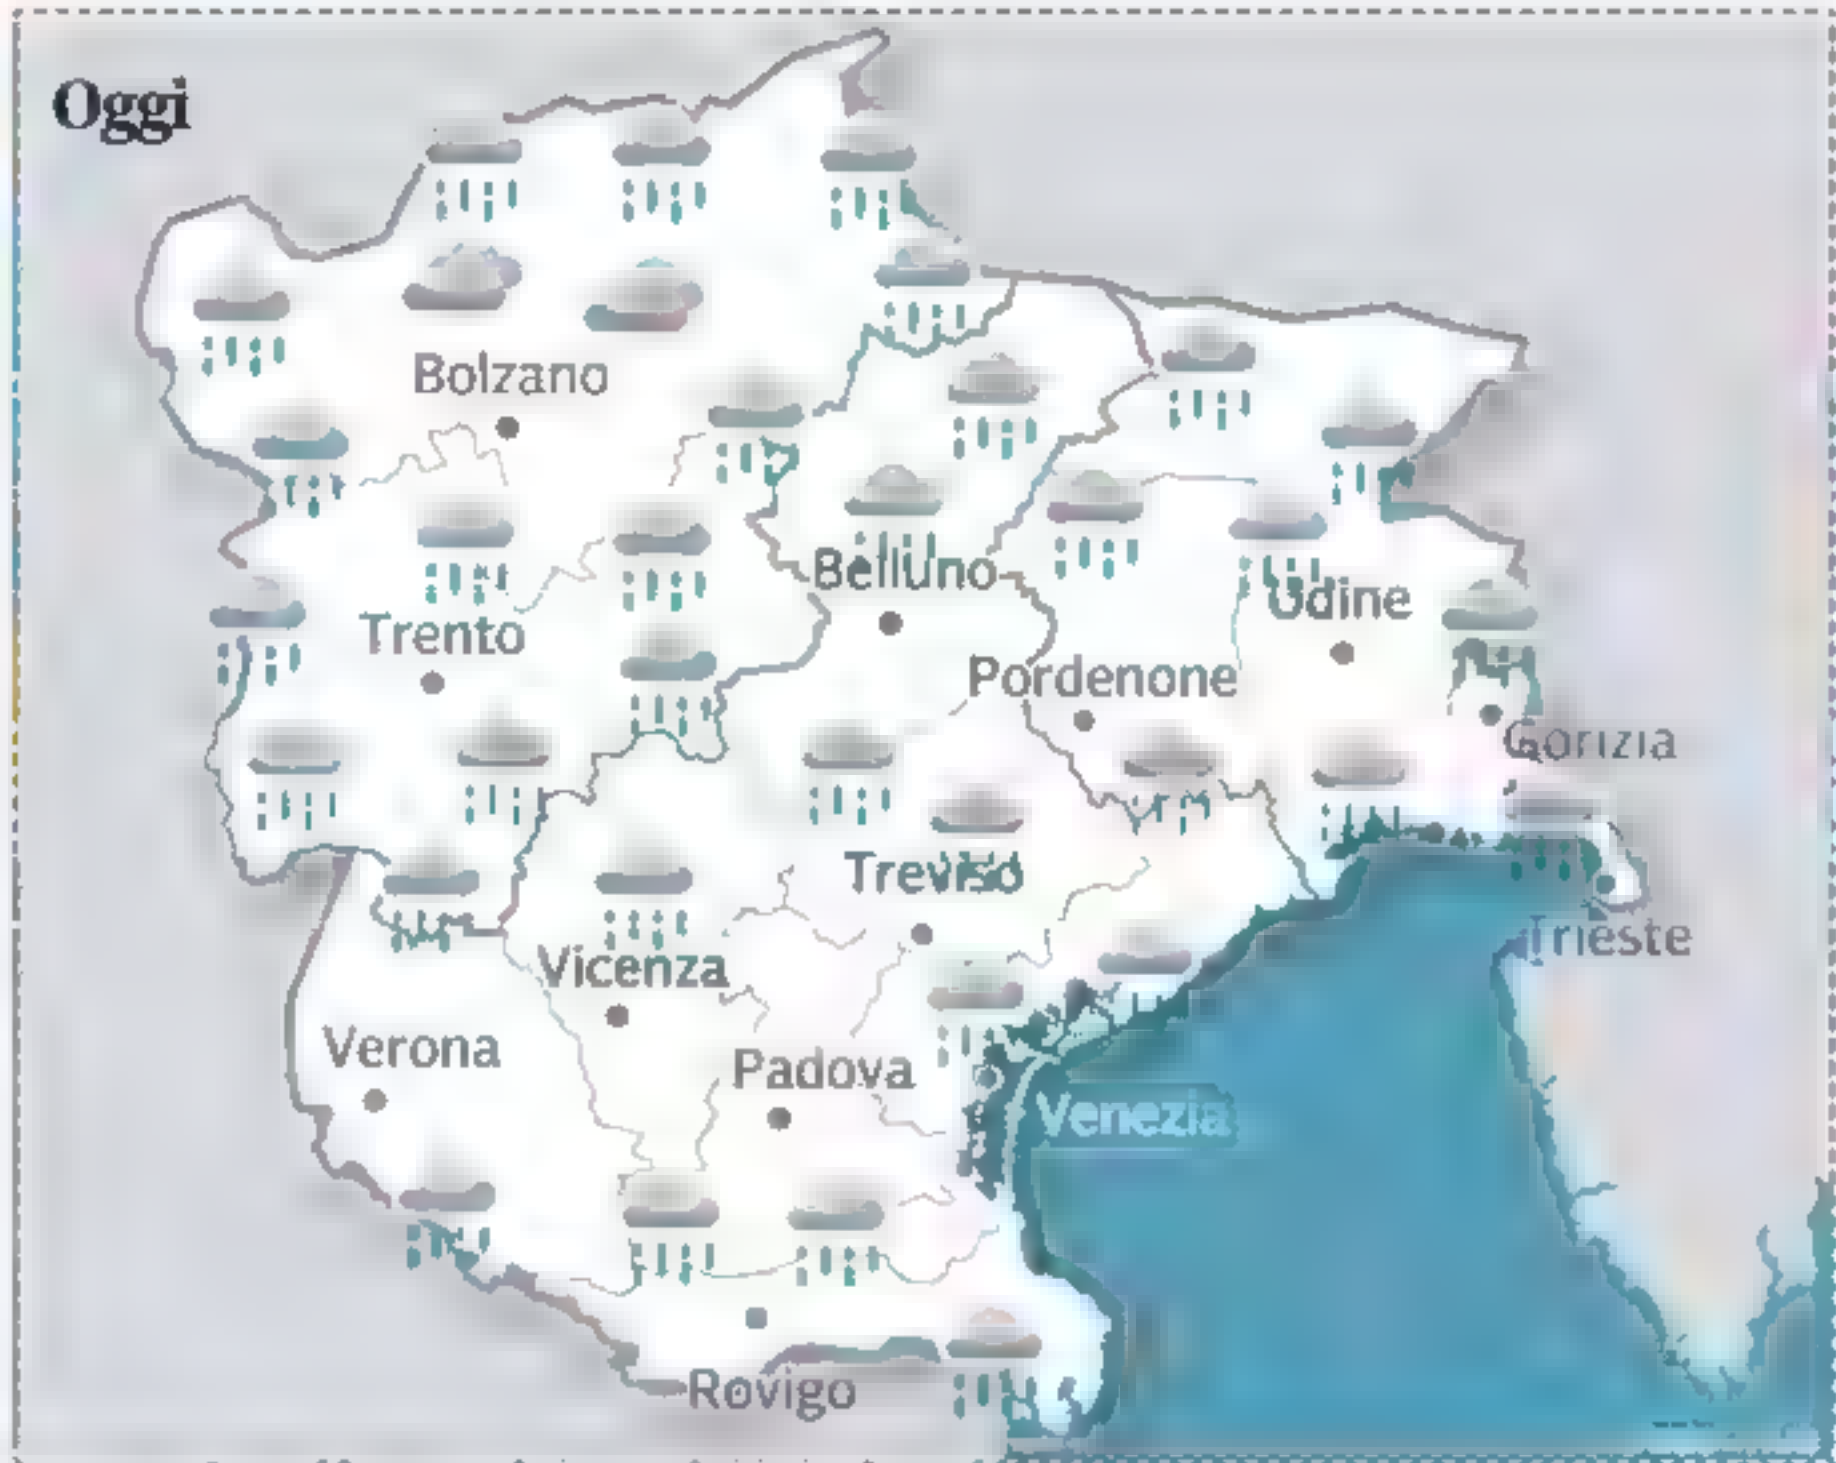 Oggi
Bolzano
Belluno
Udine
Trento
Pordenone
Gorizia
Treviso
Trieste
Vicenza
Verona
Padova
Venezia
Rovigo